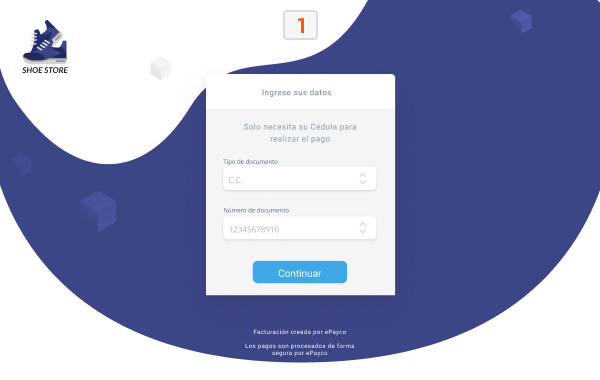 1
SHOE STORE
Ingrese sus datos
Solo necesita su Cédula para
realizar el pago
Tipo de documento
C.C.
Número de documento
12345678910
Continuar
Facturación creada por ePayco
Los pagos son procesados de forma
segura por ePayco